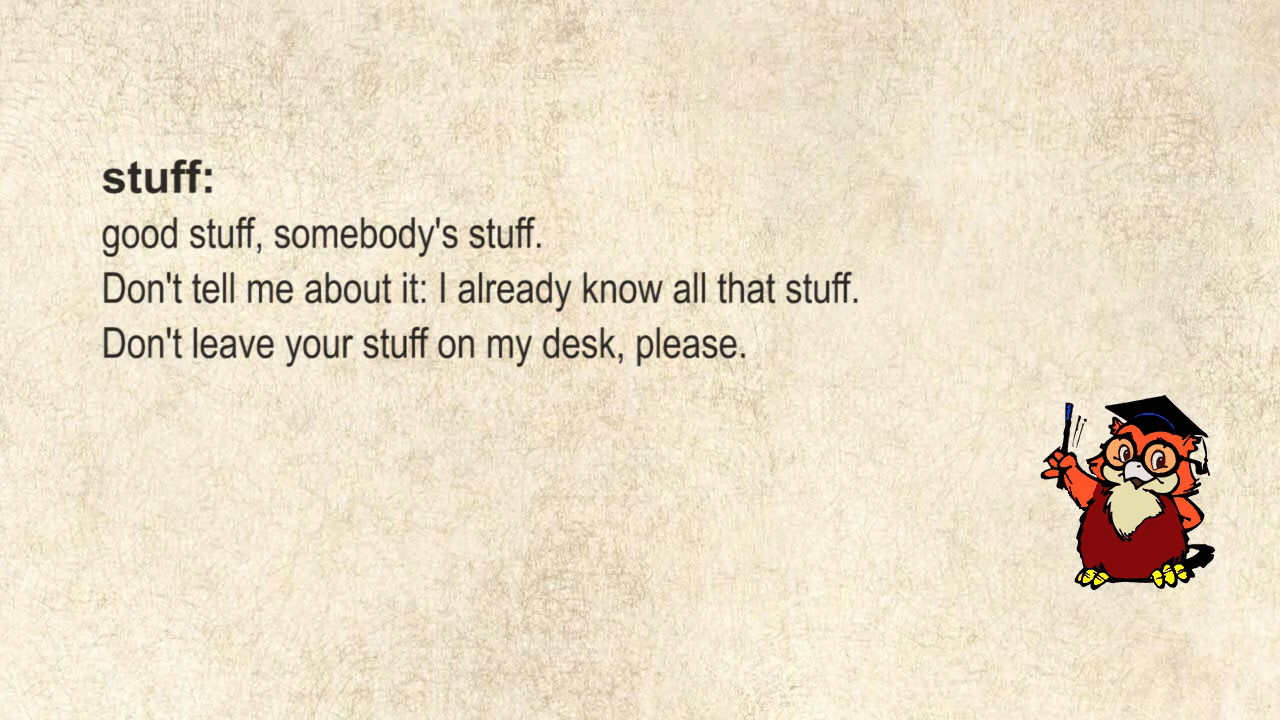 stuff:
good stuff, somebody's stuff.
Don't tell me about it: I already know all that stuff.
Don't leave your stuff on my desk, please.